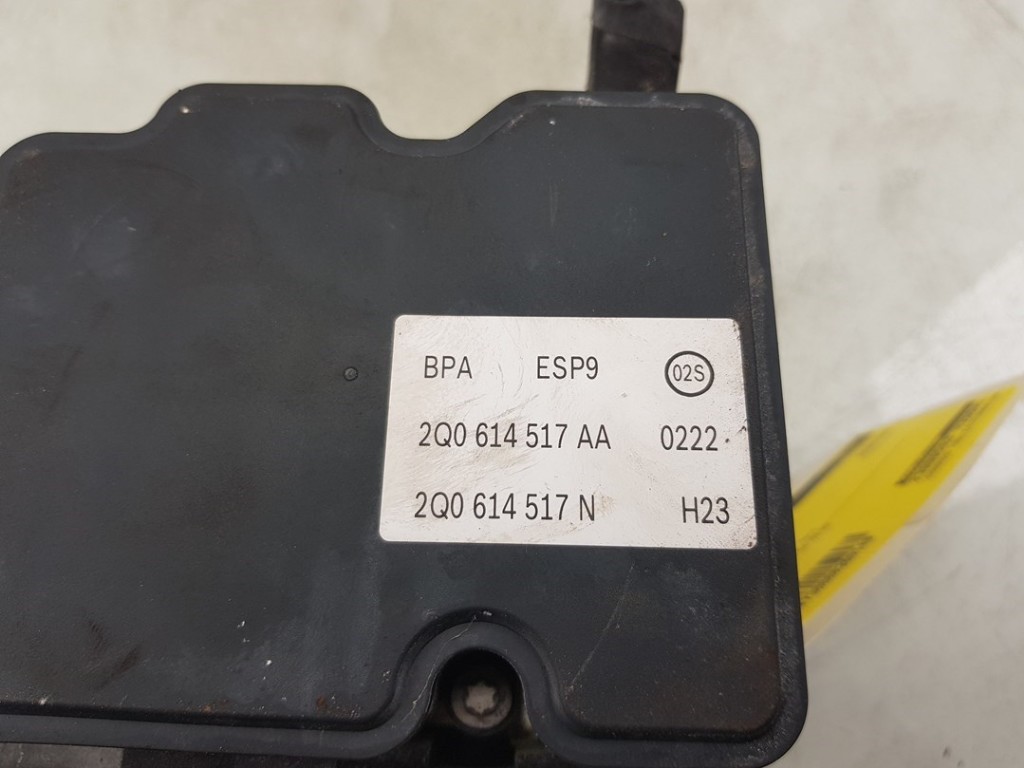 BPA ESP9 02S
2Q0 614 517 AA 0222
2Q0 614 517 N H23